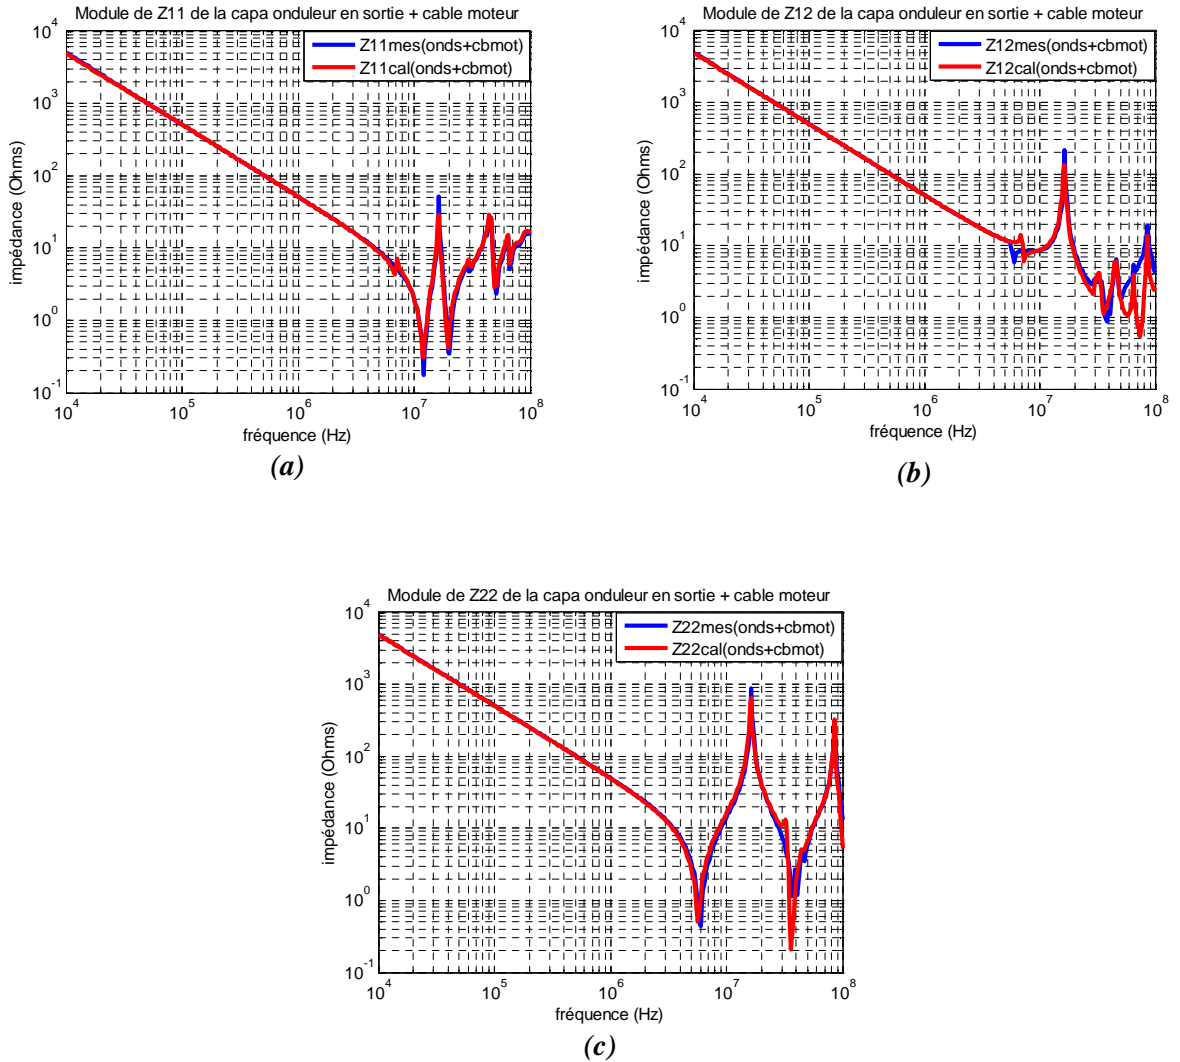 Module de Z11 de la capa onduleur en sortie + cable moteur
10^4
10^3
10^2
10^1
10^0
10^-1
impédance (Ohms)
Z11mes(onds+cbmot)
Z11cal(onds+cbmot)
10^4 10^5 10^6 10^7 10^8
fréquence (Hz)
(a)
Module de Z12 de la capa onduleur en sortie + cable moteur
10^4
10^3
10^2
10^1
10^0
10^-1
impédance (Ohms)
Z12mes(onds+cbmot)
Z12cal(onds+cbmot)
10^4 10^5 10^6 10^7 10^8
fréquence (Hz)
(b)
Module de Z22 de la capa onduleur en sortie + cable moteur
10^4
10^3
10^2
10^1
10^0
10^-1
impédance (Ohms)
Z22mes(onds+cbmot)
Z22cal(onds+cbmot)
10^4 10^5 10^6 10^7 10^8
fréquence (Hz)
(c)